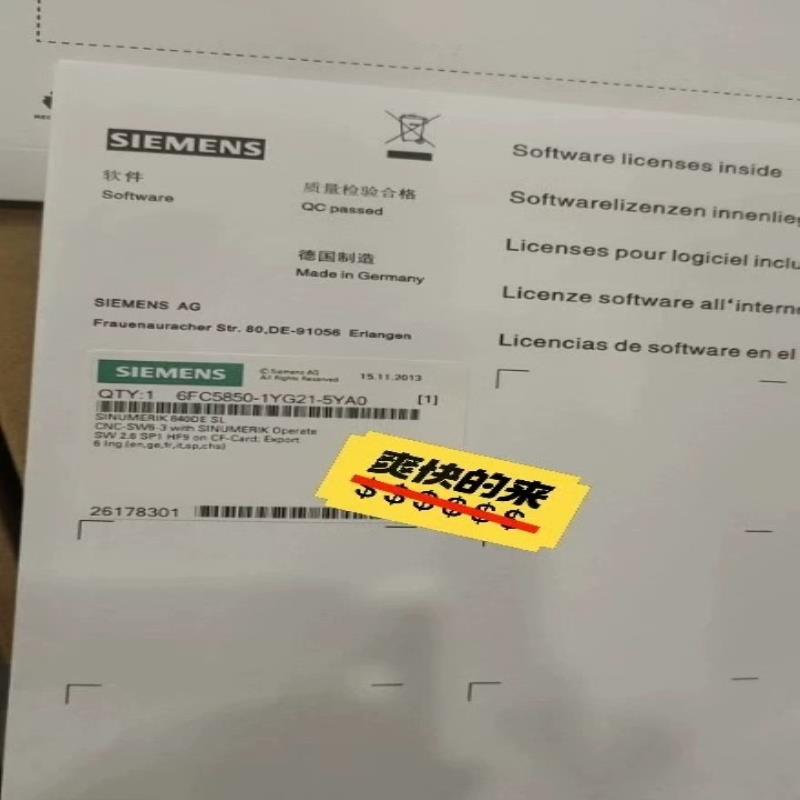 SIEMENS
软件
Software
质量检验合格
QC passed
德国制造
Made in Germany
SIEMENS AG
Frauenauracher Str. 80,DE-91056 Erlangen
Software licenses inside
Softwarelizenzen innenlie
Licenses pour logiciel inclu
Licenze software all'intern
Licencias de software en el
SIEMENS
© Siemens AG
All Rights Reserved
15.11.2013
QTY:1 6FC5850-1YG21-5YA0 [1]
SINUMERIK 840DE SL
CNC-SW6-3 with SINUMERIK Operate
SW 2.6 SP1 HF9 on CF-Card; Export
6 lng (en,ge,fr,it,sp,chs)
26178301
爽快的来
$$$$$$